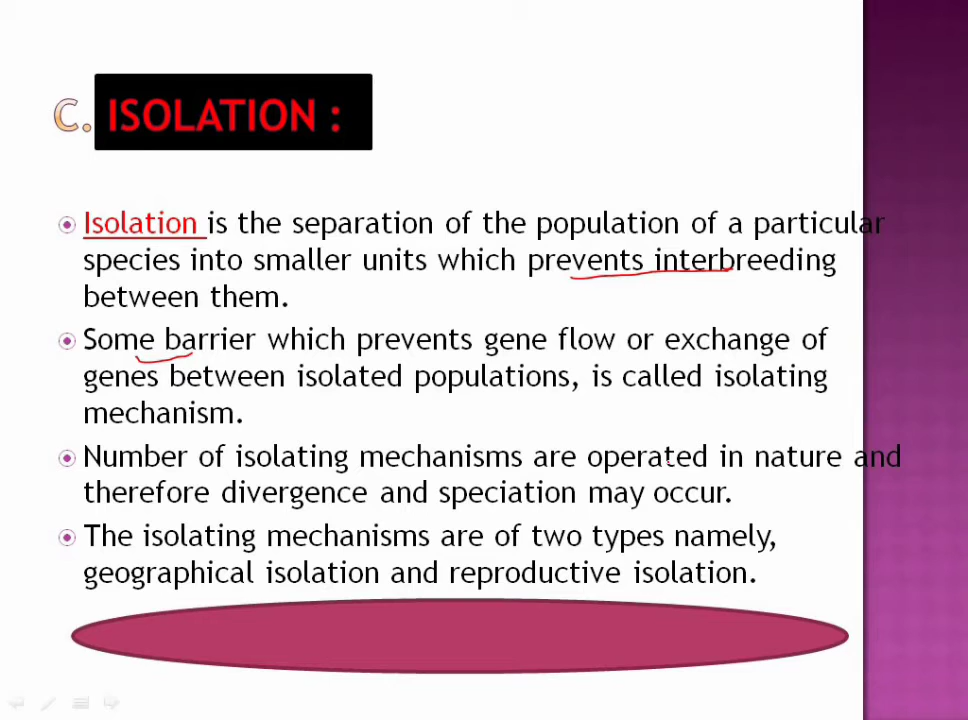 C. ISOLATION :
Isolation is the separation of the population of a particular
species into smaller units which prevents interbreeding
between them.
Some barrier which prevents gene flow or exchange of
genes between isolated populations, is called isolating
mechanism.
Number of isolating mechanisms are operated in nature and
therefore divergence and speciation may occur.
The isolating mechanisms are of two types namely,
geographical isolation and reproductive isolation.